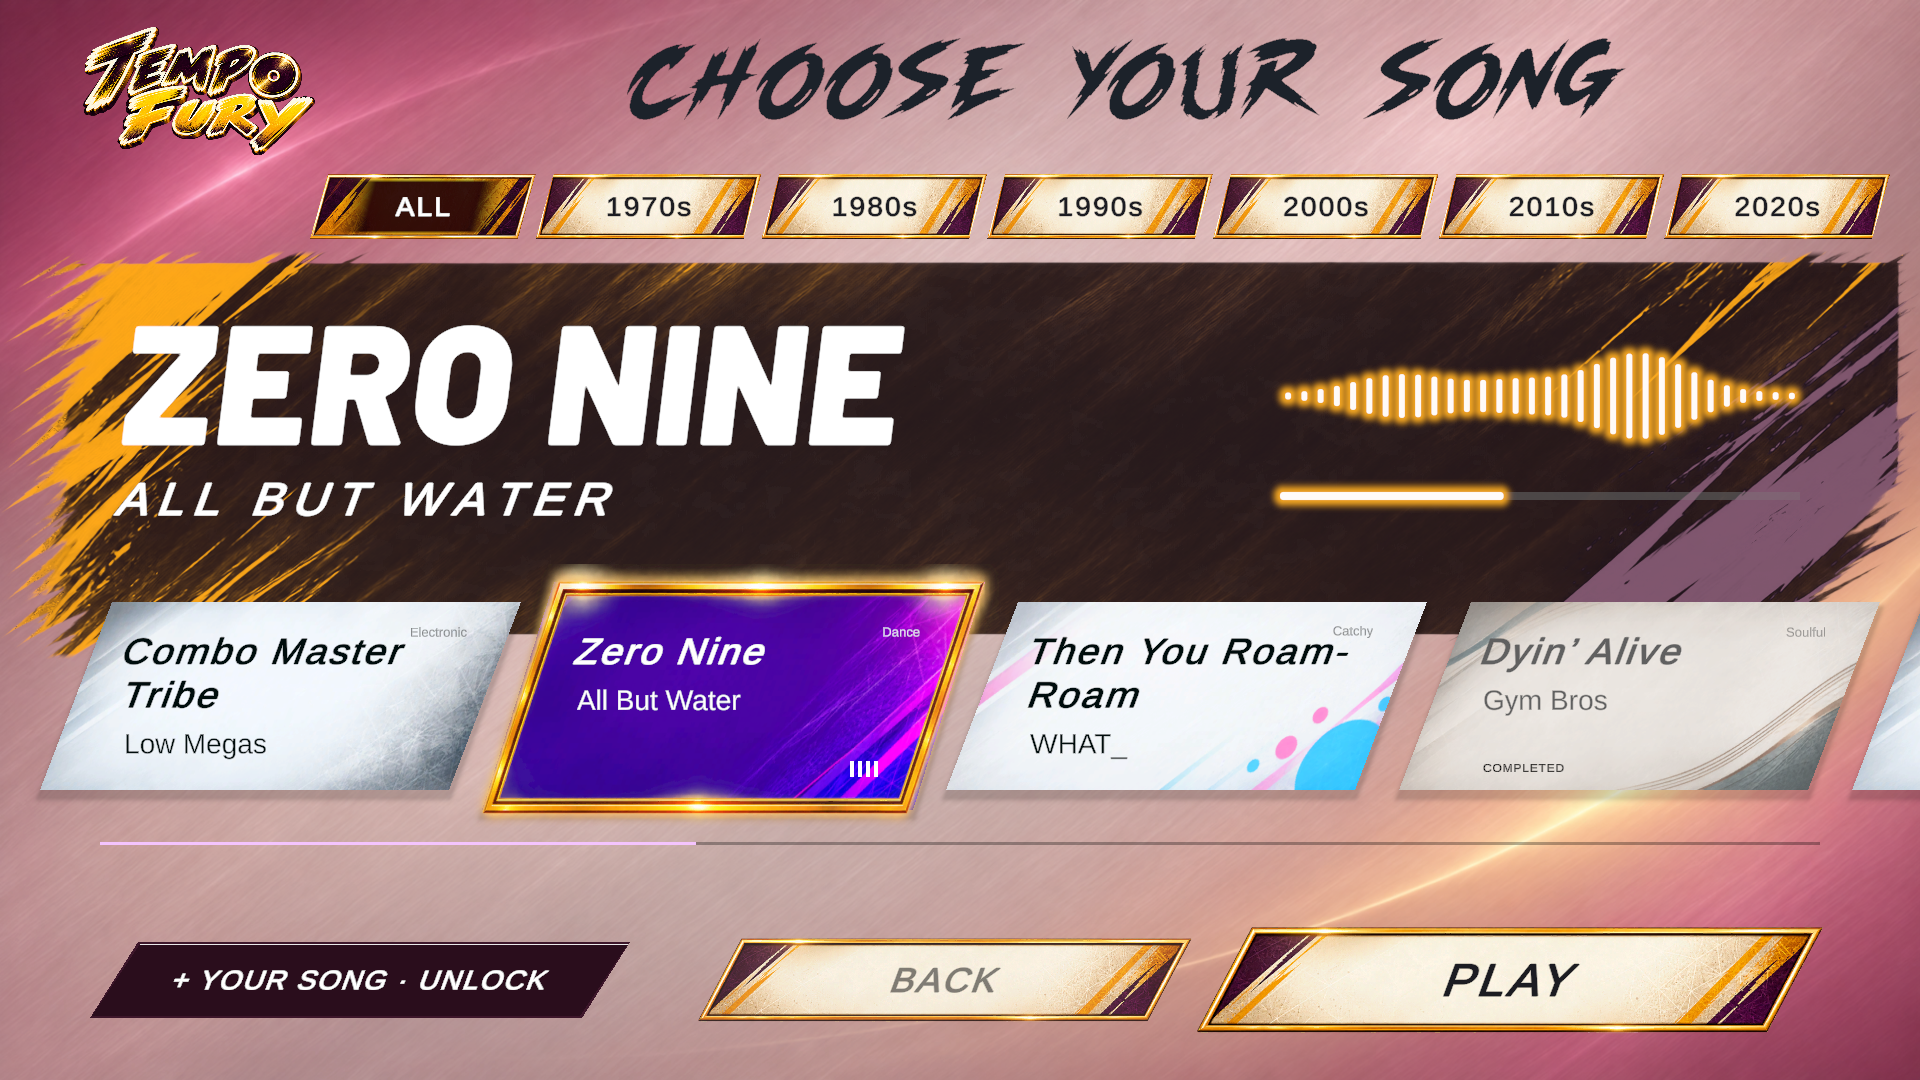 TEMPO
FURY
CHOOSE YOUR SONG
ALL
1970s
1980s
1990s
2000s
2010s
2020s
ZERO NINE
ALL BUT WATER
Combo Master
Tribe
Electronic
Low Megas
Zero Nine
Dance
All But Water
Then You Roam-
Roam
Catchy
WHAT_
Dyin’ Alive
Soulful
Gym Bros
COMPLETED
+ YOUR SONG · UNLOCK
BACK
PLAY